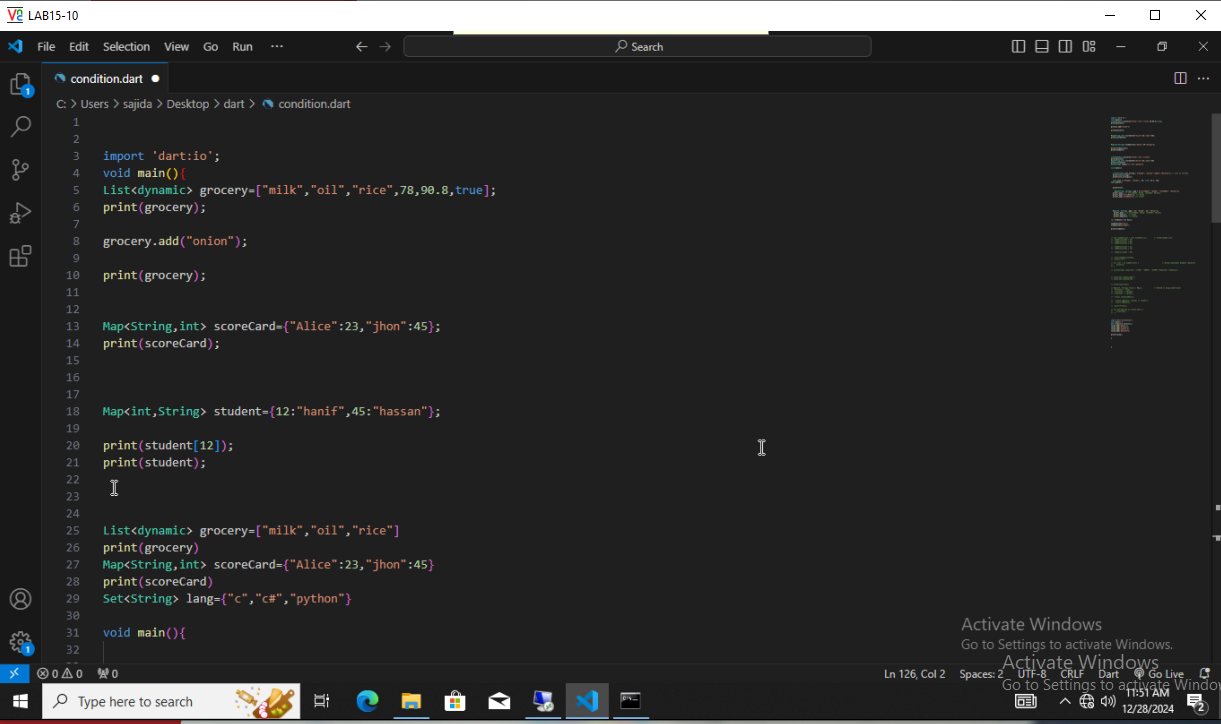 LAB15-10
File Edit Selection View Go Run ··· Search
condition.dart
C: > Users > sajida > Desktop > dart > condition.dart
1
2
3 import 'dart:io';
4 void main(){
5 List<dynamic> grocery=["milk","oil","rice",78,90.8,true];
6 print(grocery);
7
8 grocery.add("onion");
9
10 print(grocery);
11
12
13 Map<String,int> scoreCard={"Alice":23,"jhon":45};
14 print(scoreCard);
15
16
17
18 Map<int,String> student={12:"hanif",45:"hassan"};
19
20 print(student[12]);
21 print(student);
22
23
24
25 List<dynamic> grocery=["milk","oil","rice"]
26 print(grocery)
27 Map<String,int> scoreCard={"Alice":23,"jhon":45}
28 print(scoreCard)
29 Set<String> lang={"c","c#","python"}
30
31 void main(){
32
1
1
Activate Windows
Go to Settings to activate Windows.
Activate Windows
Go to Settings to activate Windo
0 0 0 Ln 126, Col 2 Spaces: 2 UTF-8 CRLF Dart Go Live
Type here to search
11:51 AM
12/28/2024
2